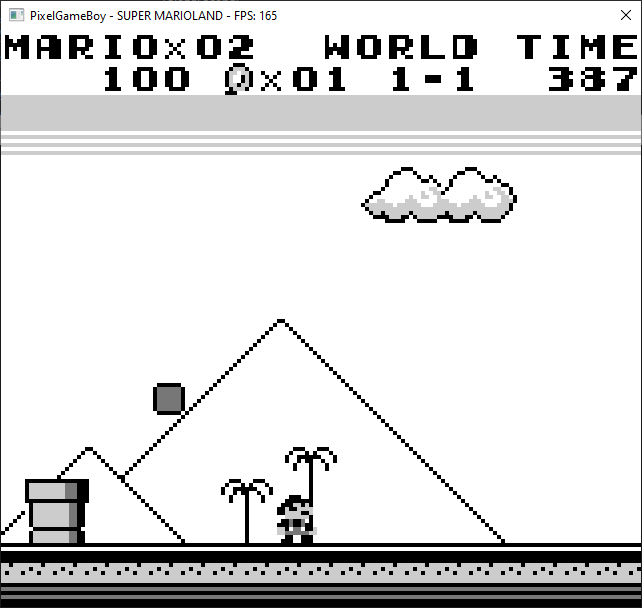 PixelGameBoy - SUPER MARIOLAND - FPS: 165
MARIO×02 WORLD TIME
100 ×01 1-1 387